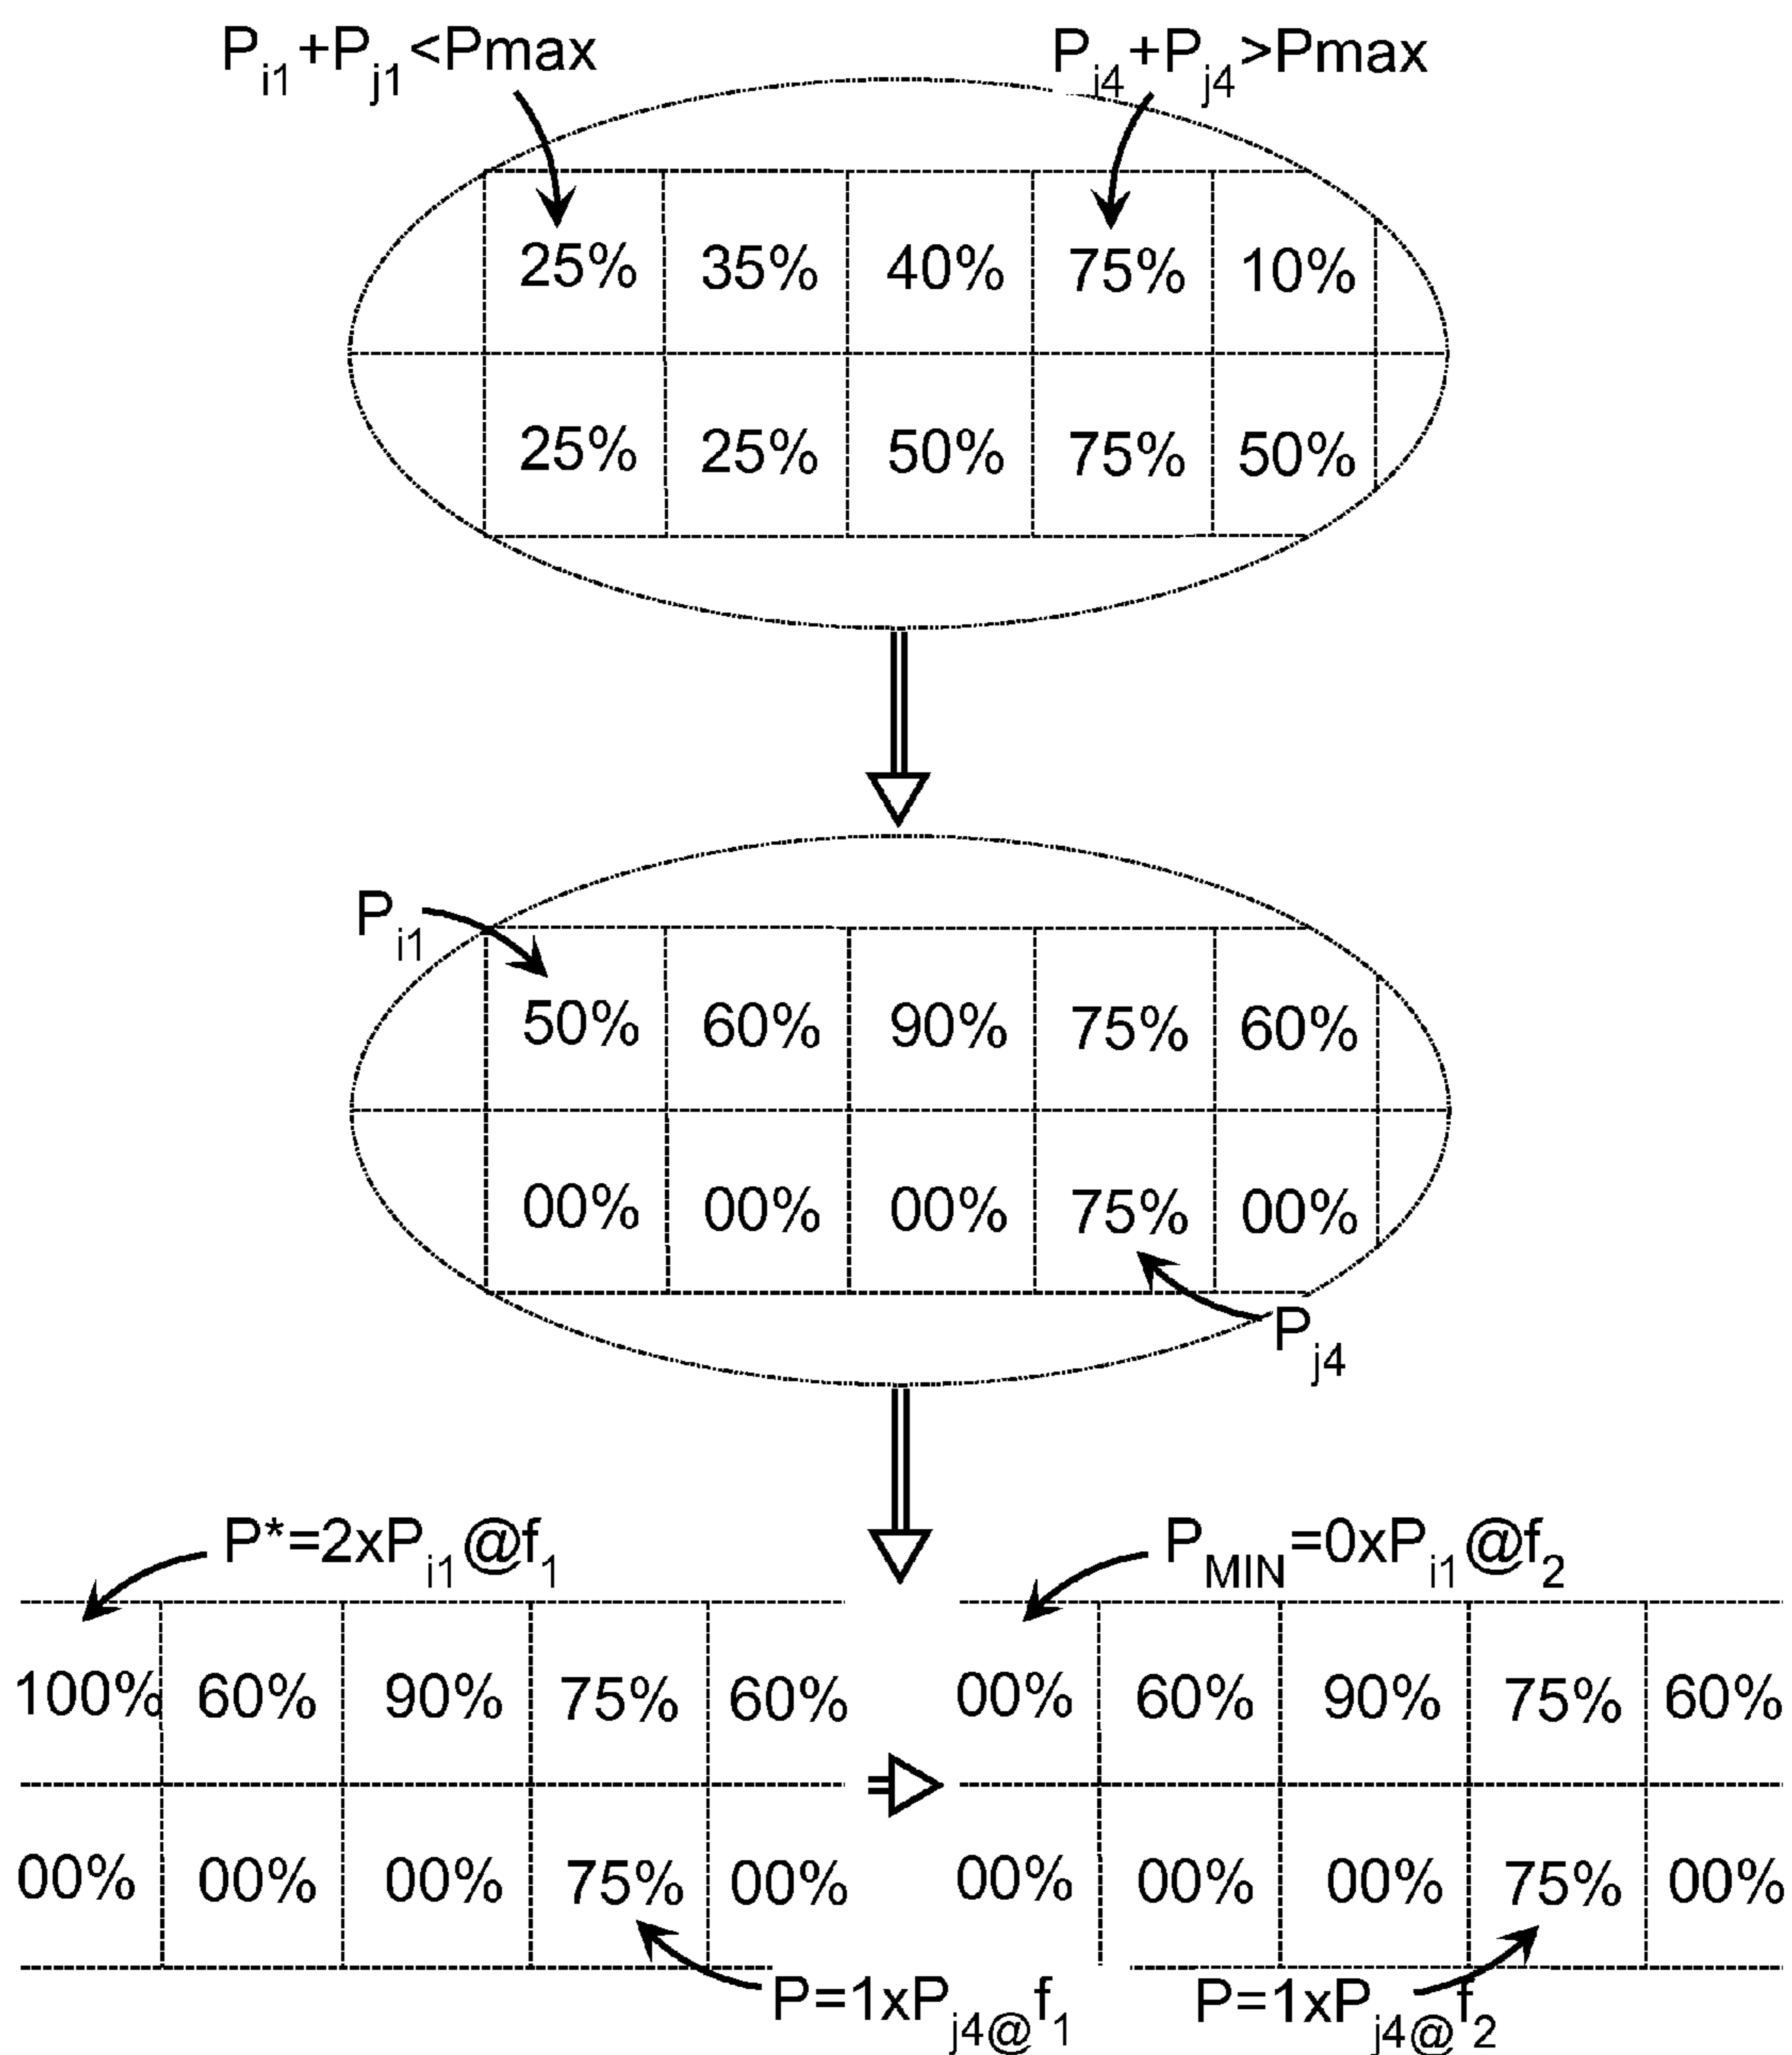 Pi1+Pj1<Pmax Pi4+Pj4>Pmax
25% 35% 40% 75% 10%
25% 25% 50% 75% 50%
Pi1
50% 60% 90% 75% 60%
00% 00% 00% 75% 00%
Pj4
P*=2xPi1@f1 PMIN=0xPi1@f2
100% 60% 90% 75% 60% 00% 60% 90% 75% 60%
00% 00% 00% 75% 00% 00% 00% 00% 75% 00%
P=1xPj4@f1 P=1xPj4@f2